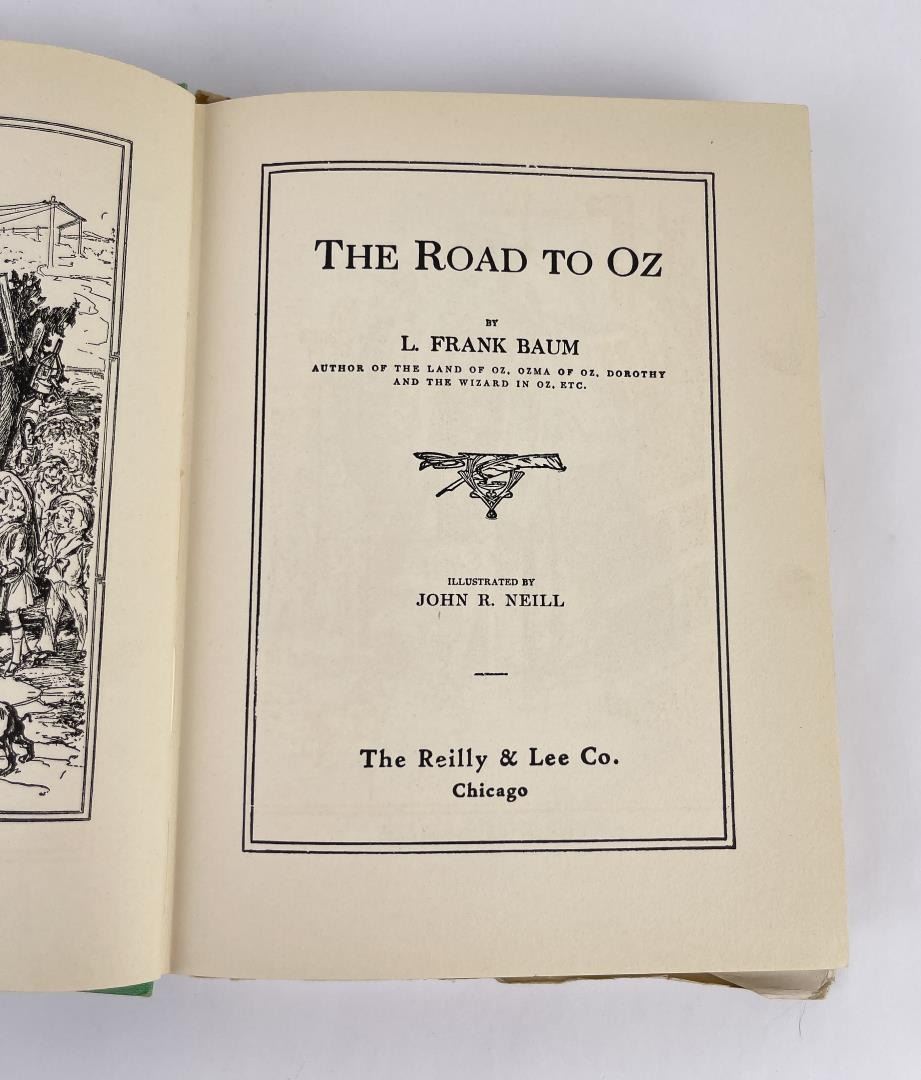 THE ROAD TO OZ
BY
L. FRANK BAUM
AUTHOR OF THE LAND OF OZ, OZMA OF OZ, DOROTHY
AND THE WIZARD IN OZ, ETC.
ILLUSTRATED BY
JOHN R. NEILL
The Reilly & Lee Co.
Chicago